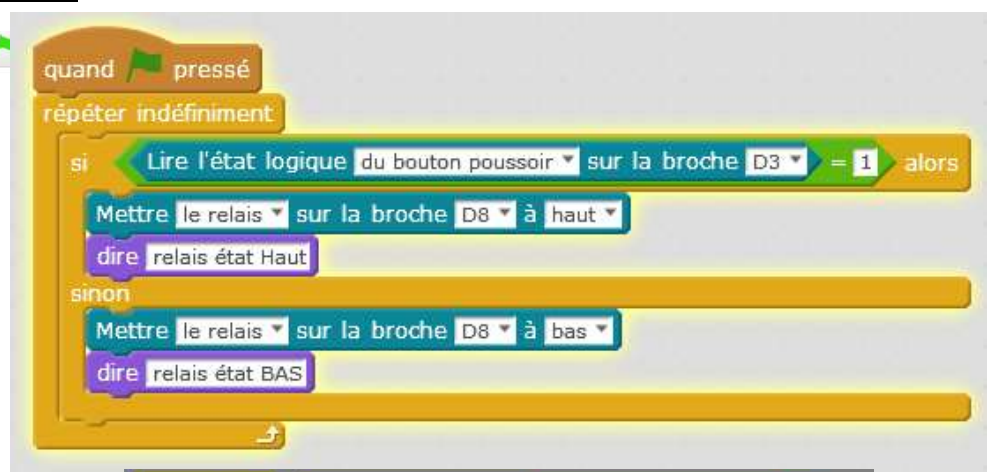 quand pressé
répéter indéfiniment
si Lire l'état logique du bouton poussoir sur la broche D3 = 1 alors
Mettre le relais sur la broche D8 à haut
dire relais état Haut
sinon
Mettre le relais sur la broche D8 à bas
dire relais état BAS